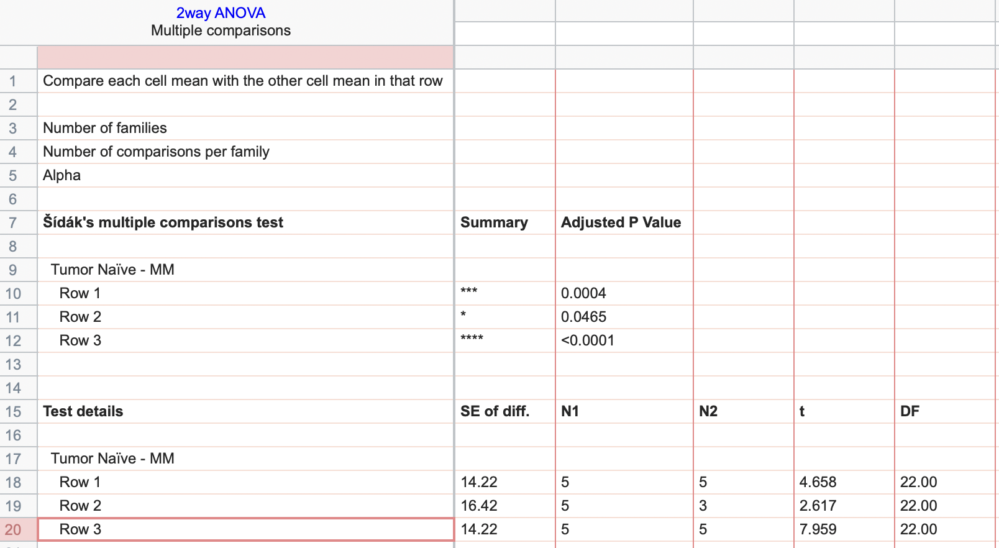 2way ANOVA
Multiple comparisons
1 Compare each cell mean with the other cell mean in that row
2
3 Number of families
4 Number of comparisons per family
5 Alpha
6
7 Šídák's multiple comparisons test Summary Adjusted P Value
8
9 Tumor Naïve - MM
10 Row 1 *** 0.0004
11 Row 2 * 0.0465
12 Row 3 **** <0.0001
13
14
15 Test details SE of diff. N1 N2 t DF
16
17 Tumor Naïve - MM
18 Row 1 14.22 5 5 4.658 22.00
19 Row 2 16.42 5 3 2.617 22.00
20 Row 3 14.22 5 5 7.959 22.00